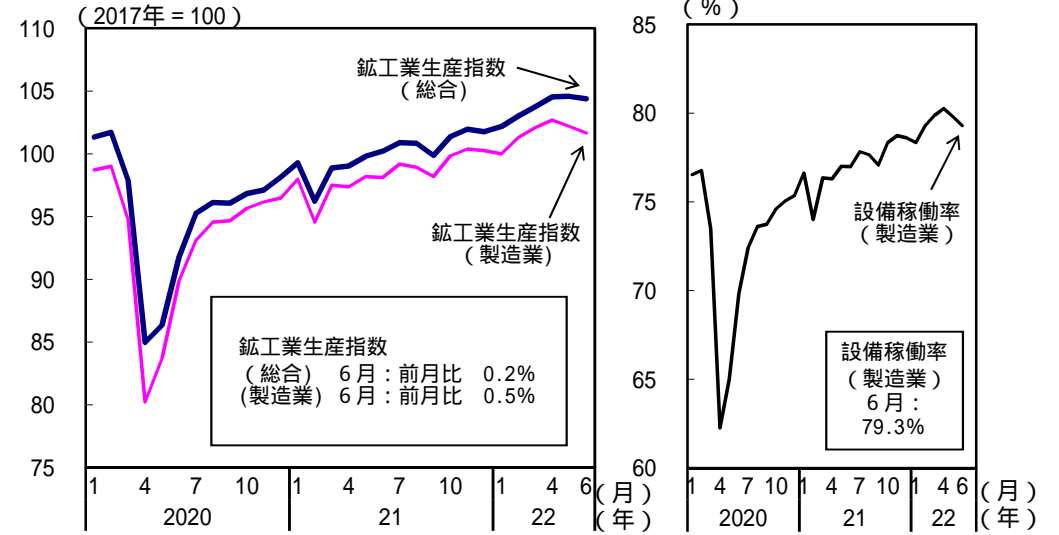 (2017年=100)
110
105
100
95
90
85
80
75
鉱工業生産指数
(総合)
鉱工業生産指数
(製造業)
鉱工業生産指数
(総合) 6月:前月比 0.2%
(製造業) 6月:前月比 0.5%
1 4 7 10 1 4 7 10 1 4 6 (月)
2020 21 22 (年)
(%)
85
80
75
70
65
60
設備稼働率
(製造業)
設備稼働率
(製造業)
6月:
79.3%
1 4 7 10 1 4 7 10 1 4 6 (月)
2020 21 22 (年)